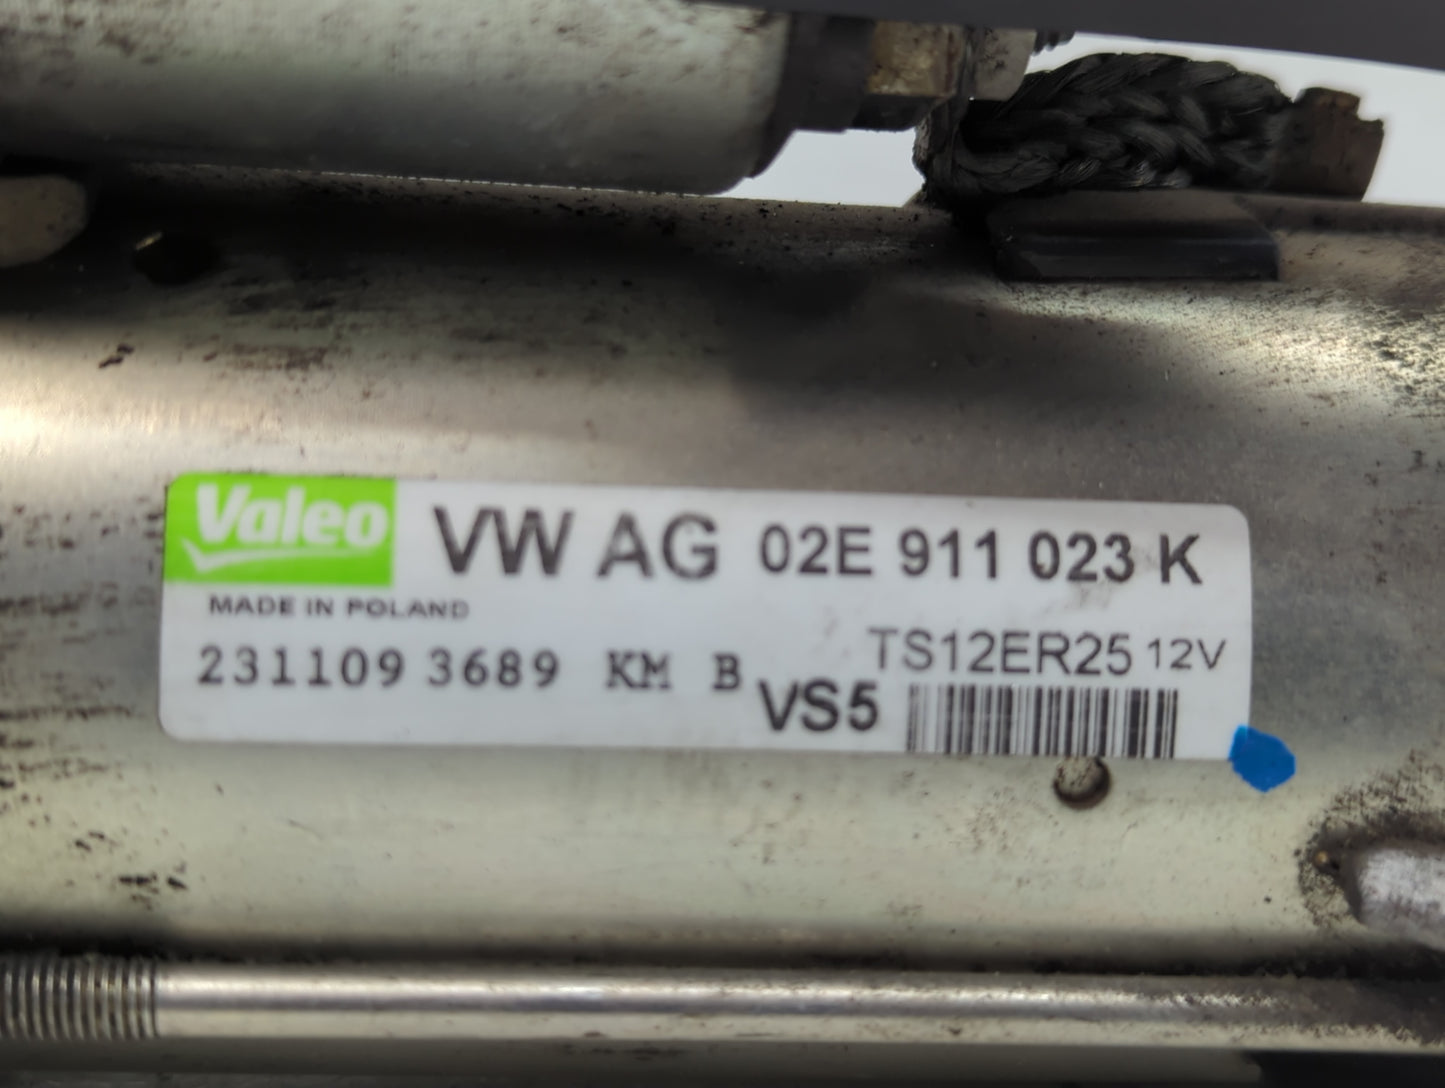 Valeo VW AG 02E 911 023 K
MADE IN POLAND
TS12ER25 12V
231109 3689 KM B
VS5